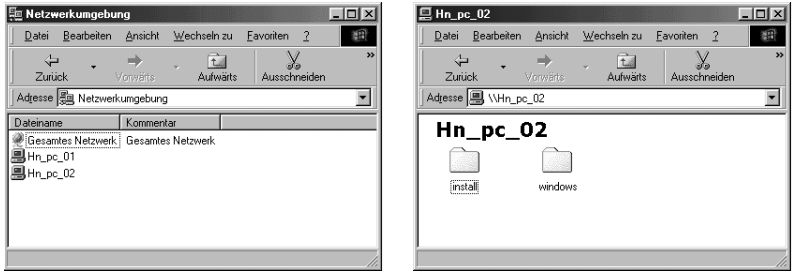 Netzwerkumgebung
Datei Bearbeiten Ansicht Wechseln zu Favoriten ?
Zurück Vorwärts Aufwärts Ausschneiden »
Adresse Netzwerkumgebung
Dateiname Kommentar
Gesamtes Netzwerk Gesamtes Netzwerk
Hn_pc_01
Hn_pc_02
Hn_pc_02
Datei Bearbeiten Ansicht Wechseln zu Favoriten ?
Zurück Vorwärts Aufwärts Ausschneiden »
Adresse \\Hn_pc_02
Hn_pc_02
install windows